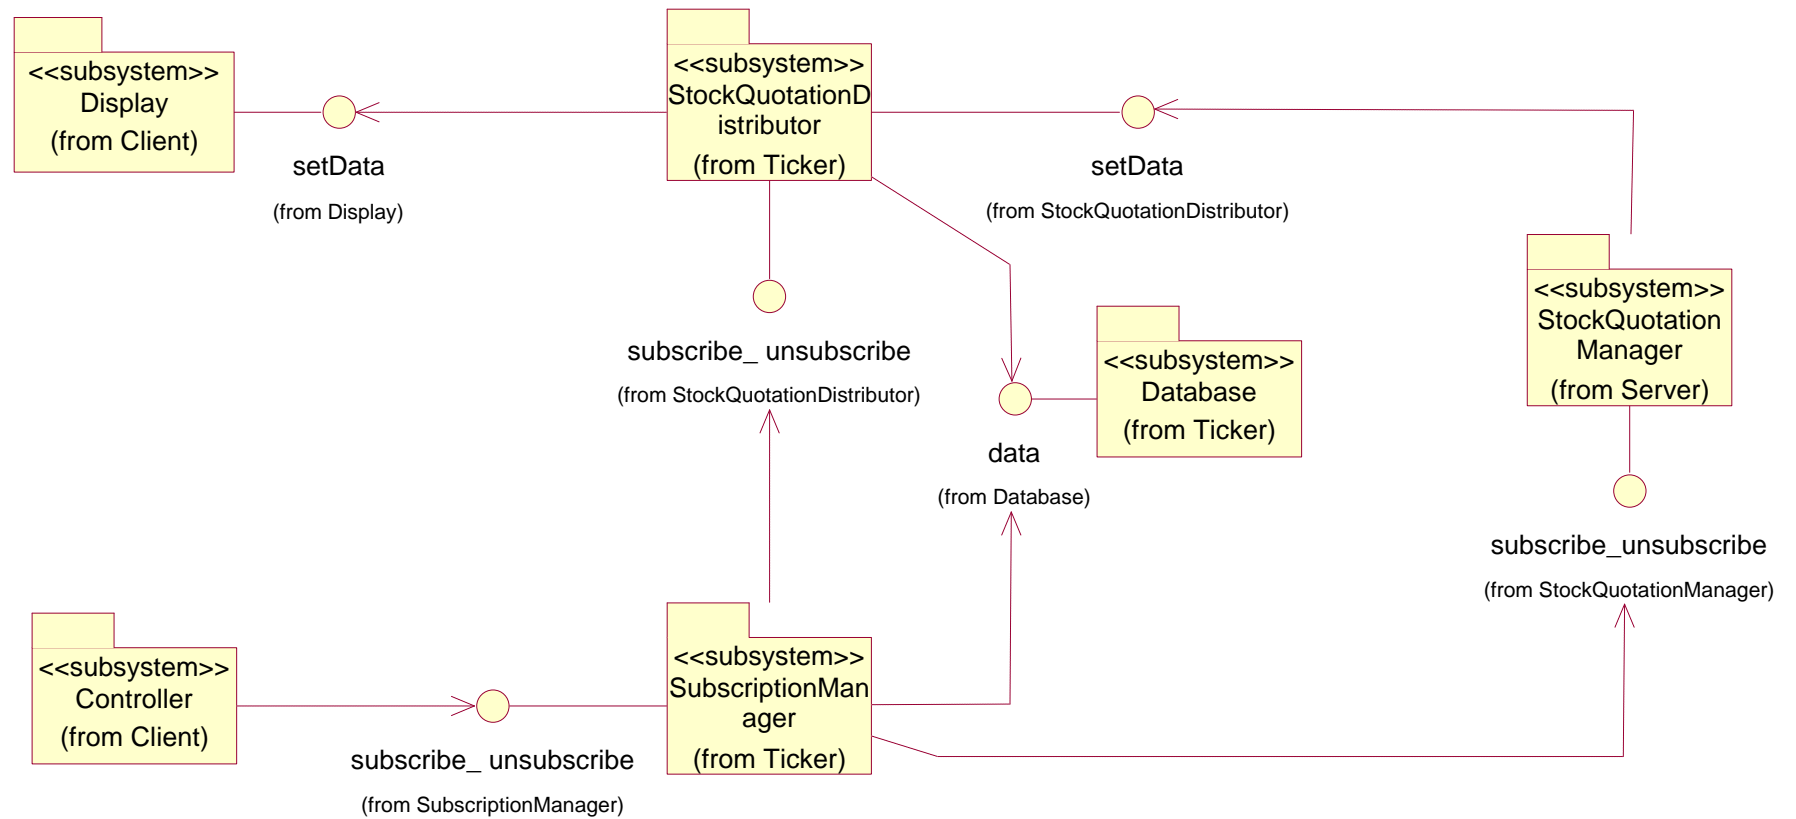 <<subsystem>>
Display
(from Client)
setData
(from Display)
<<subsystem>>
StockQuotationD
istributor
(from Ticker)
setData
(from StockQuotationDistributor)
subscribe_ unsubscribe
(from StockQuotationDistributor)
<<subsystem>>
Database
(from Ticker)
data
(from Database)
<<subsystem>>
StockQuotation
Manager
(from Server)
subscribe_unsubscribe
(from StockQuotationManager)
<<subsystem>>
Controller
(from Client)
subscribe_ unsubscribe
(from SubscriptionManager)
<<subsystem>>
SubscriptionMan
ager
(from Ticker)